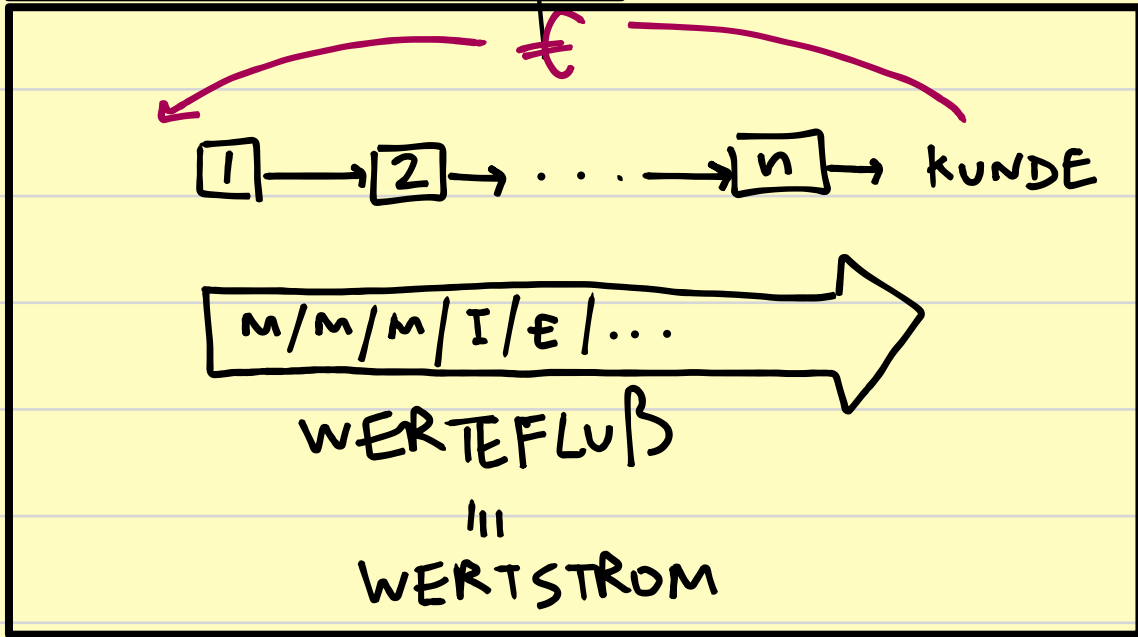 €
1 2 . . . n KUNDE
M/M/M/I/E/...
WERTEFLUß
=
WERTSTROM